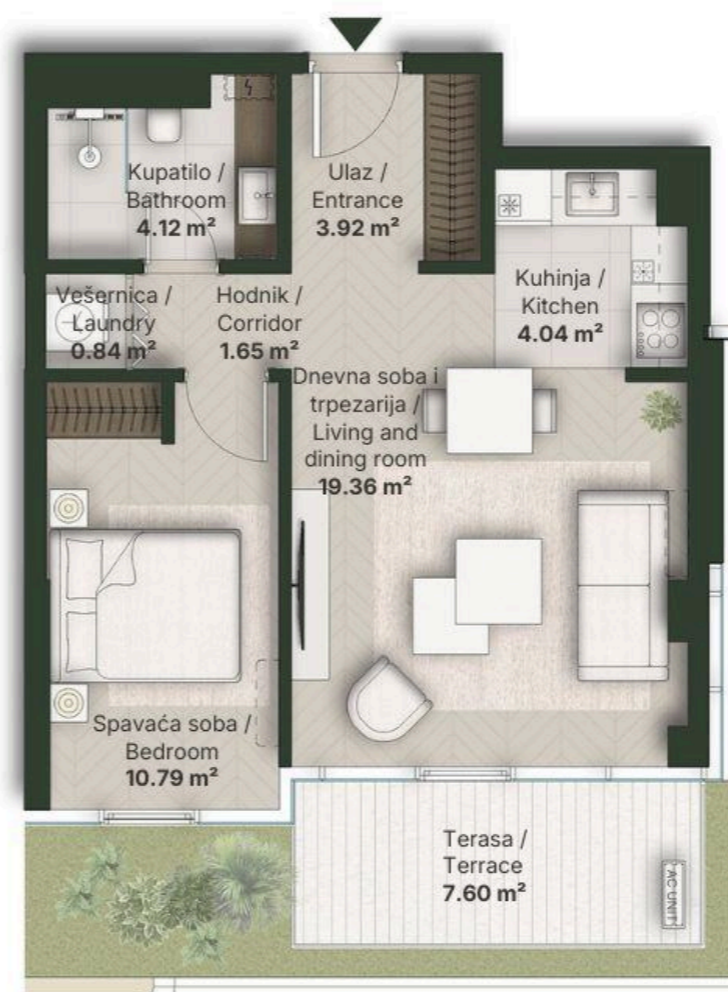 Kupatilo /
Bathroom
4.12 m²
Ulaz /
Entrance
3.92 m²
Kuhinja /
Kitchen
4.04 m²
Vešernica /
Laundry
0.84 m²
Hodnik /
Corridor
1.65 m²
Dnevna soba i
trpezarija /
Living and
dining room
19.36 m²
Spavaća soba /
Bedroom
10.79 m²
Terasa /
Terrace
7.60 m²
AC UNIT